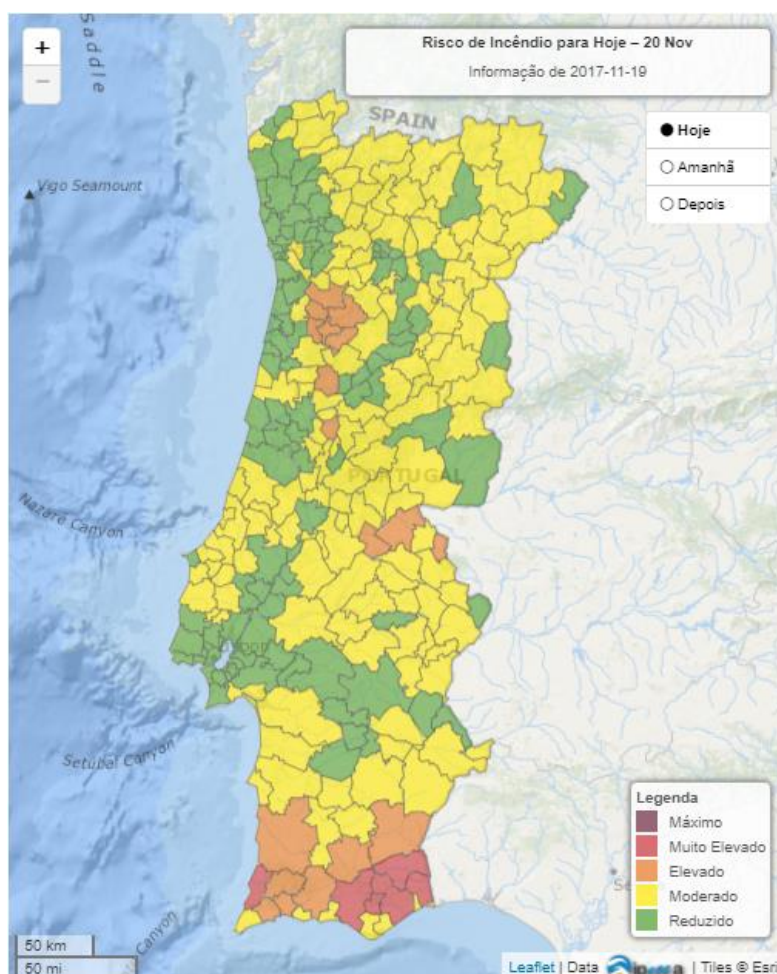 +
Saddle
Risco de Incêndio para Hoje – 20 Nov
Informação de 2017-11-19
−
SPAIN
Hoje
Amanhã
Depois
Vigo Seamount
PORTUGAL
Nazare Canyon
Setubal Canyon
Legenda
Máximo
Muito Elevado
Elevado
Moderado
Reduzido
Canyon
50 km
50 mi
Leaflet | Data ipma | Tiles © Esri